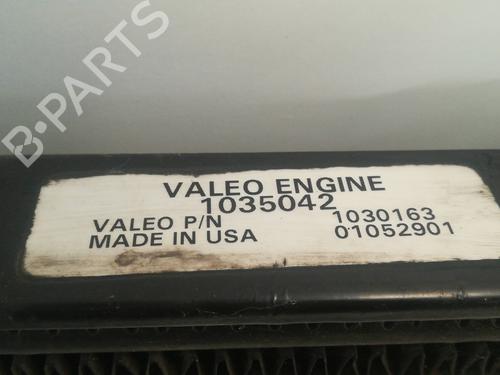 B-PARTS
VALEO ENGINE
1035042
VALEO P/N 1030163
MADE IN USA 01052901